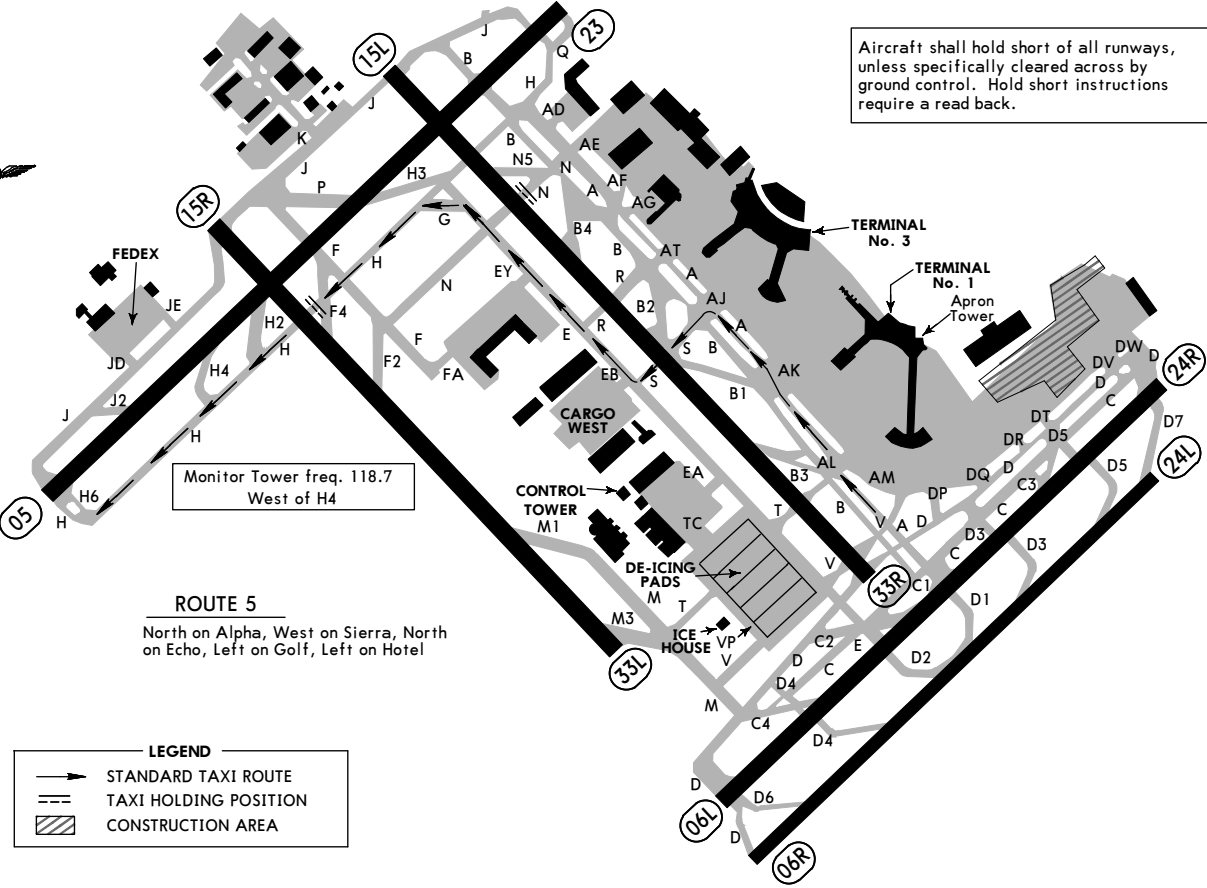 23
J
Q
15L
B
Aircraft shall hold short of all runways,
unless specifically cleared across by
ground control. Hold short instructions
require a read back.
H
J
AD
K
B
AE
J
N5
N
H3
AF
P
N
A
AG
15R
G
B4
TERMINAL
No. 3
F
B
AT
FEDEX
H
EY
R
A
TERMINAL
No. 1
N
B2
AJ
Apron
Tower
JE
F4
R
A
H2
E
S
B
F
DW
D
H
DV
JD
F2
FA
EB
S
AK
D
24R
H4
B1
C
J2
CARGO
WEST
DT
D7
J
D5
H
DR
24L
Monitor Tower freq. 118.7
West of H4
EA
B3
AL
AM
DQ
D
D5
C3
H6
CONTROL
TOWER
DP
05
H
M1
TC
T
B
V
A
D
C
D3
D3
C
DE-ICING
PADS
V
33R
C1
M
T
D1
ROUTE 5
North on Alpha, West on Sierra, North
on Echo, Left on Golf, Left on Hotel
M3
ICE
HOUSE
VP
C2
E
V
D
C
D2
33L
D4
M
C4
D4
LEGEND
STANDARD TAXI ROUTE
TAXI HOLDING POSITION
CONSTRUCTION AREA
D
D6
06L
D
06R